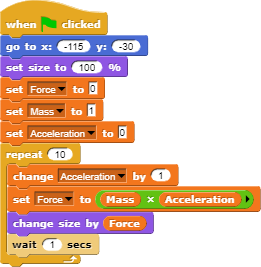 when clicked
go to x: -115 y: -30
set size to 100 %
set Force to 0
set Mass to 1
set Acceleration to 0
repeat 10
change Acceleration by 1
set Force to Mass × Acceleration
change size by Force
wait 1 secs